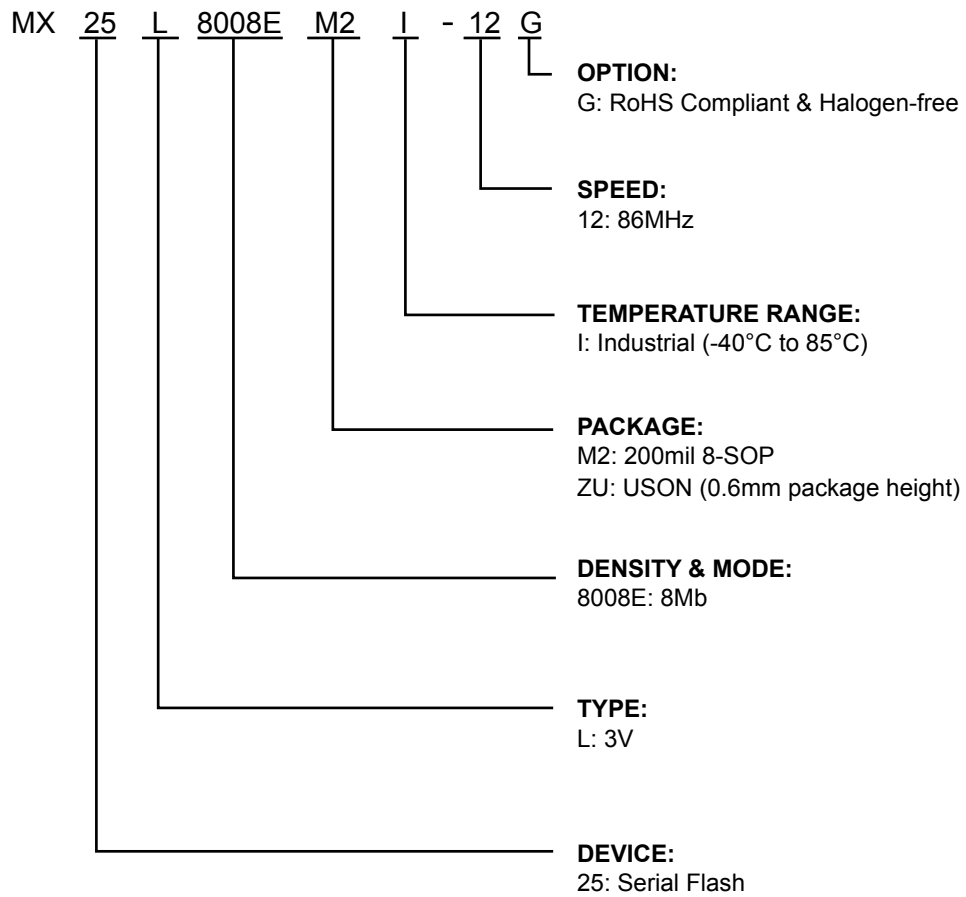 MX 25 L 8008E M2 I - 12 G
OPTION:
G: RoHS Compliant & Halogen-free
SPEED:
12: 86MHz
TEMPERATURE RANGE:
I: Industrial (-40°C to 85°C)
PACKAGE:
M2: 200mil 8-SOP
ZU: USON (0.6mm package height)
DENSITY & MODE:
8008E: 8Mb
TYPE:
L: 3V
DEVICE:
25: Serial Flash